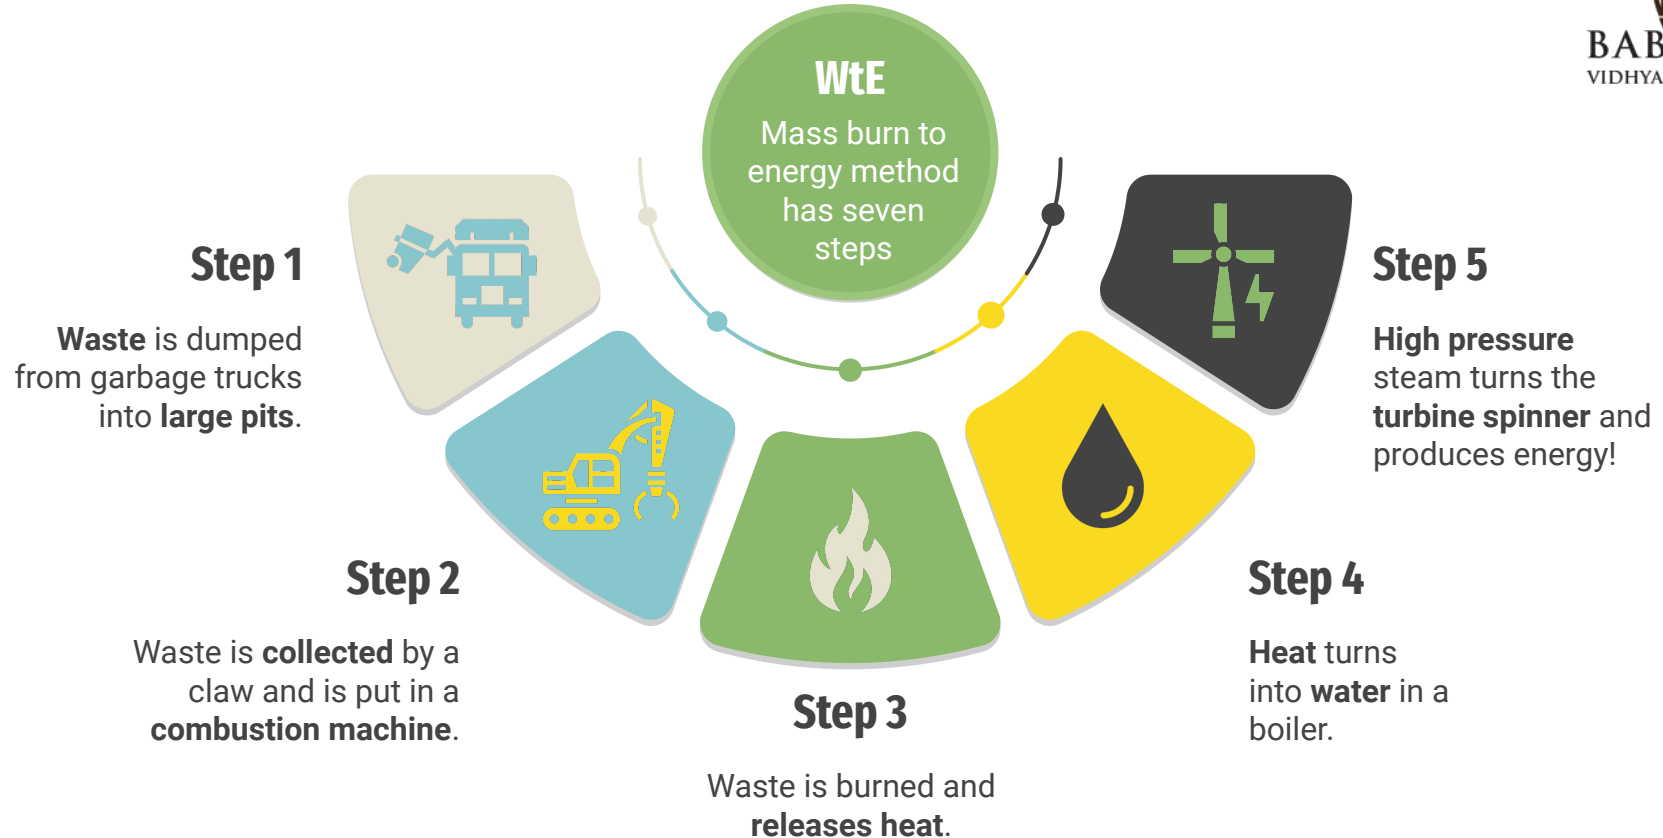 BAB
VIDHYA
WtE
Mass burn to
energy method
has seven
steps
Step 1
Waste is dumped
from garbage trucks
into large pits.
Step 2
Waste is collected by a
claw and is put in a
combustion machine.
Step 3
Waste is burned and
releases heat.
Step 4
Heat turns
into water in a
boiler.
Step 5
High pressure
steam turns the
turbine spinner and
produces energy!